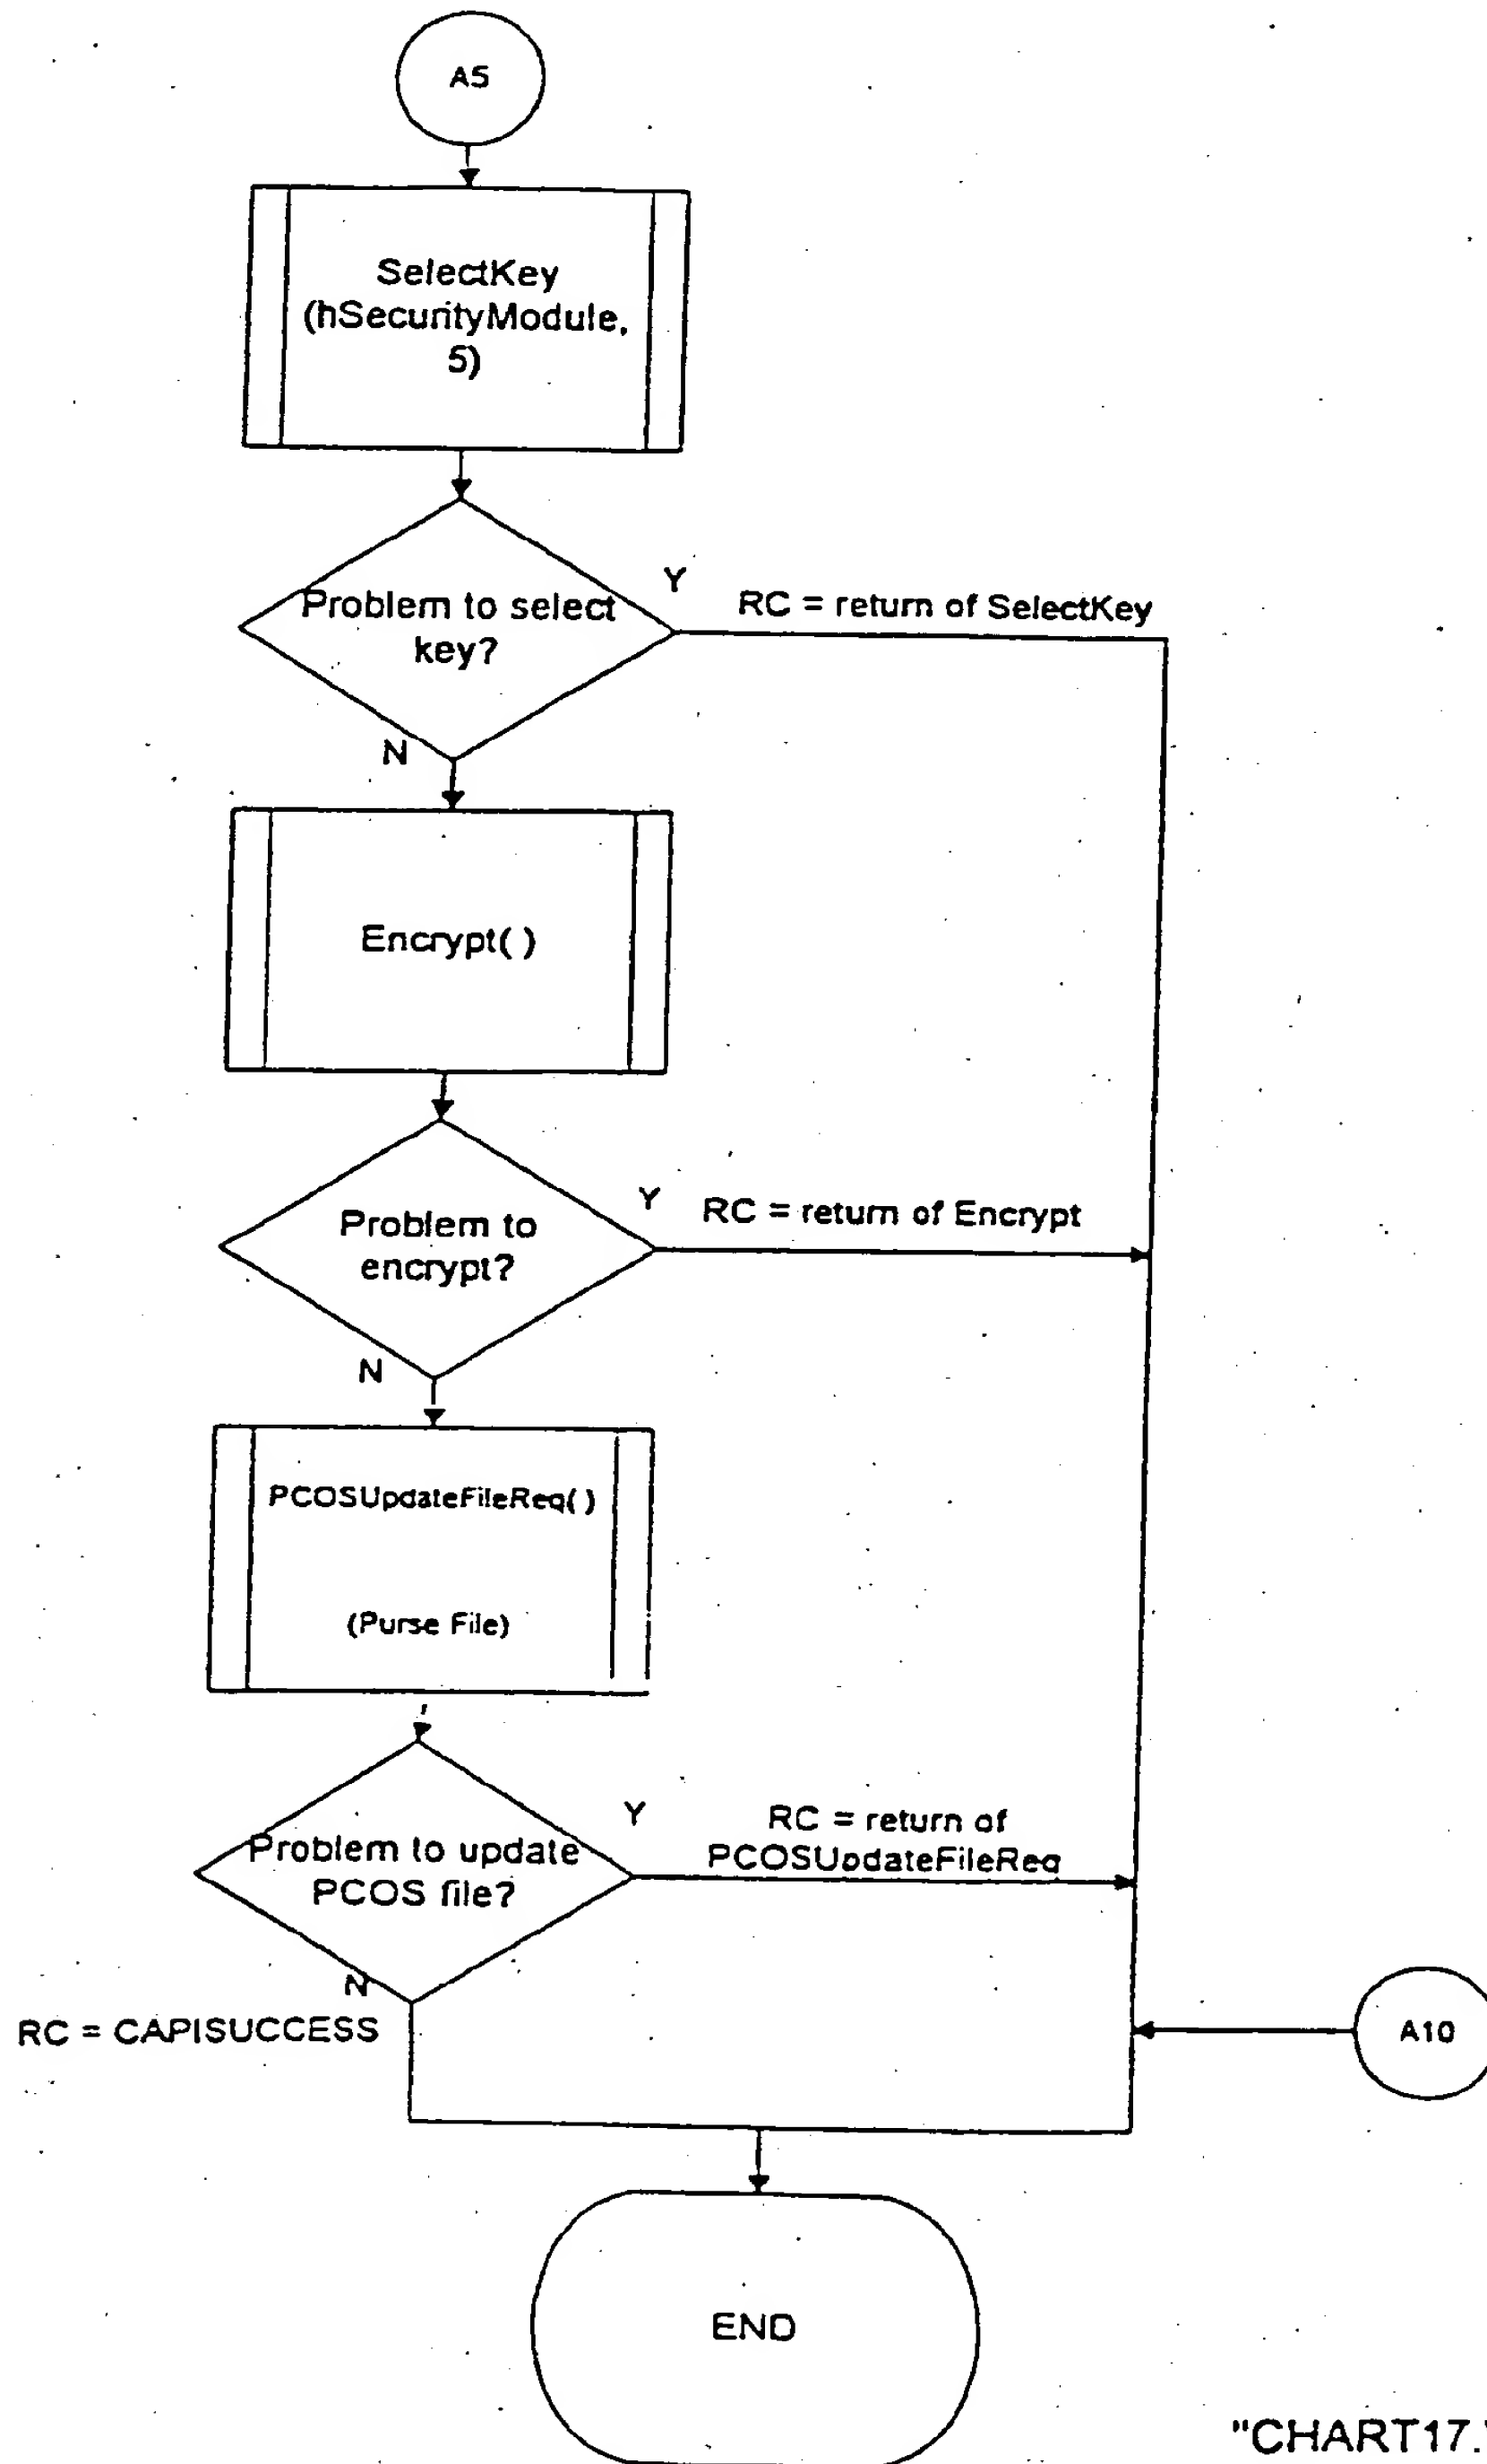 A5
SelectKey
(hSecurityModule,
5)
Problem to select
key?
Y
RC = return of SelectKey
N
Encrypt( )
Problem to
encrypt?
Y
RC = return of Encrypt
N
PCOSUpdateFileReq( )
(Purse File)
Problem to update
PCOS file?
Y
RC = return of
PCOSUpdateFileReq
N
RC = CAPISUCCESS
A10
END
"CHART17.